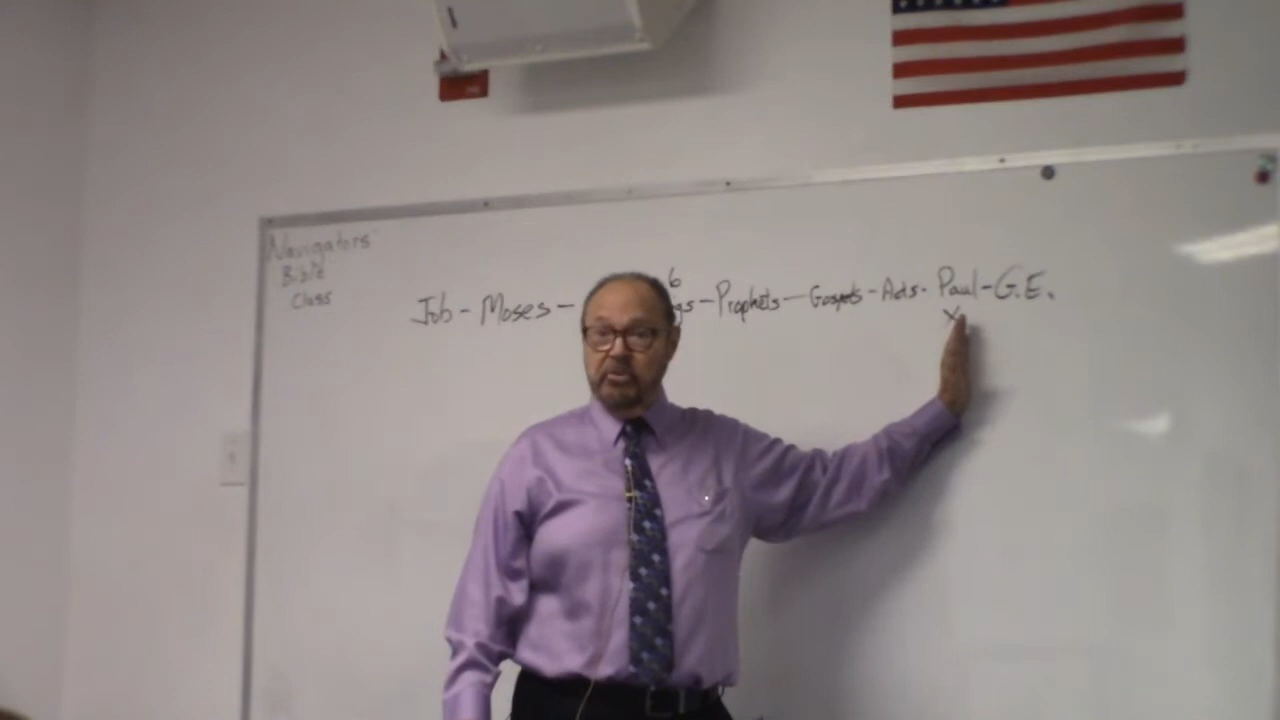 Navigators
Bible
Class
6
Job - Moses - gs - Prophets - Gospels - Acts - Paul - G.E.
X